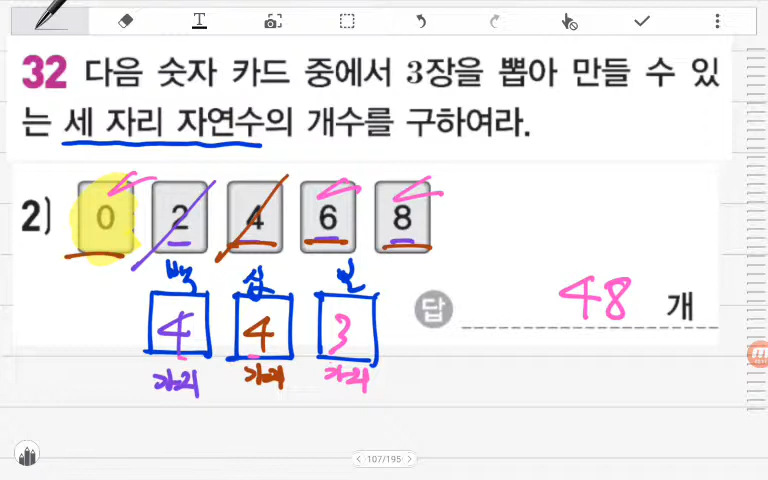 32 다음 숫자 카드 중에서 3장을 뽑아 만들 수 있
는 세 자리 자연수의 개수를 구하여라.
2) 0 2 4 6 8
백 십 일
4 4 3
가지 가지 가지
답 48 개
107/195